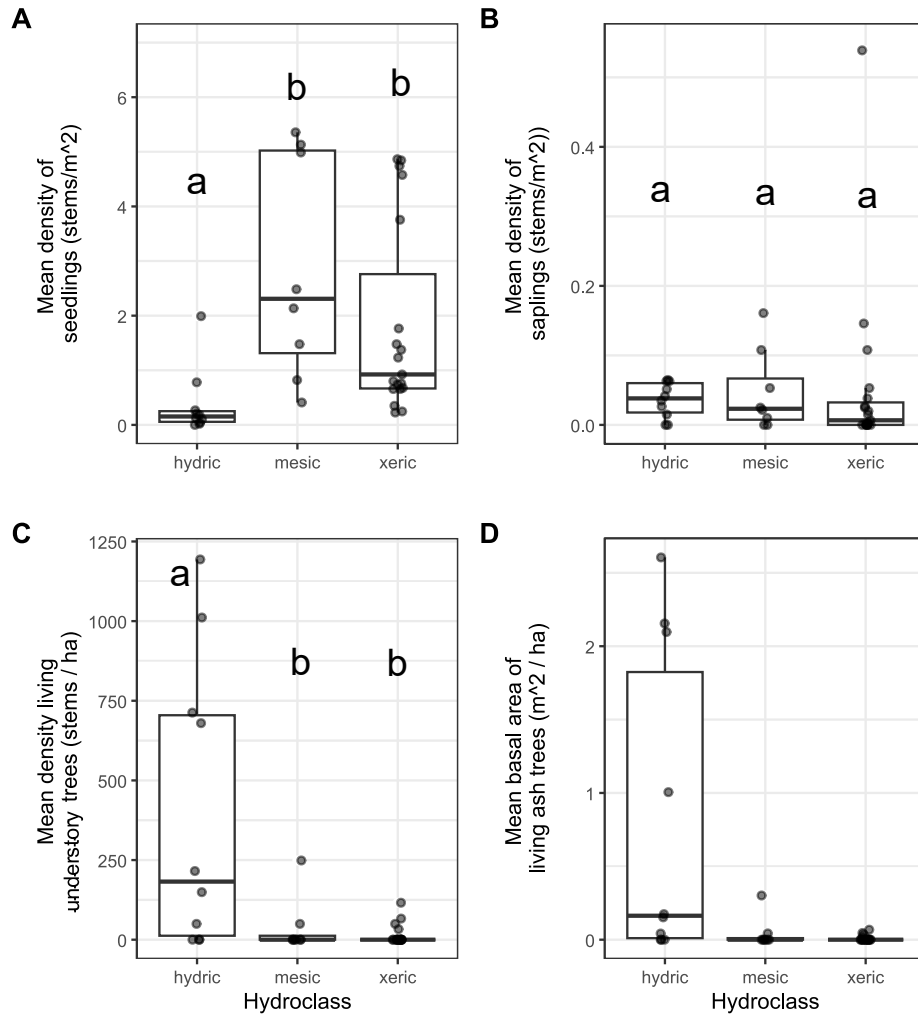 A
Mean density of
seedlings (stems/m^2)
6
4
2
0
a
b
b
hydric
mesic
xeric
B
Mean density of
saplings (stems/m^2))
0.4
0.2
0.0
a
a
a
hydric
mesic
xeric
C
Mean density living
understory trees (stems / ha)
1250
1000
750
500
250
0
a
b
b
hydric
mesic
xeric
Hydroclass
D
Mean basal area of
living ash trees (m^2 / ha)
2
1
0
hydric
mesic
xeric
Hydroclass